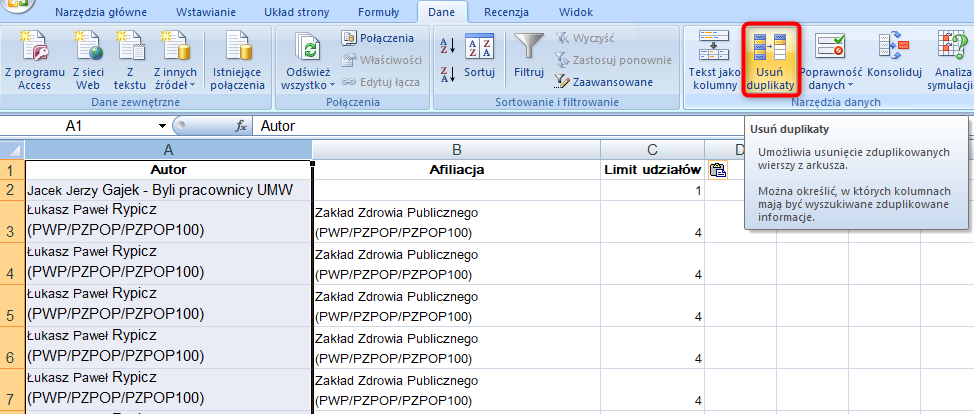 Narzędzia główne Wstawianie Układ strony Formuły Dane Recenzja Widok
Z programu Access
Z sieci Web
Z tekstu
Z innych źródeł
Istniejące połączenia
Dane zewnętrzne
Odśwież wszystko
Połączenia
Właściwości
Edytuj łącza
Połączenia
Sortuj
Filtruj
Wyczyść
Zastosuj ponownie
Zaawansowane
Sortowanie i filtrowanie
Tekst jako kolumny
Usuń duplikaty
Poprawność danych
Konsoliduj
Analiza symulacji
Narzędzia danych
A1 fx Autor
Usuń duplikaty
Umożliwia usunięcie zduplikowanych
wierszy z arkusza.
Można określić, w których kolumnach
mają być wyszukiwane zduplikowane
informacje.
A B C D
1 Autor Afiliacja Limit udziałów
2 Jacek Jerzy Gajek - Byli pracownicy UMW 1
Łukasz Paweł Rypicz Zakład Zdrowia Publicznego
3 (PWP/PZPOP/PZPOP100) (PWP/PZPOP/PZPOP100) 4
Łukasz Paweł Rypicz Zakład Zdrowia Publicznego
4 (PWP/PZPOP/PZPOP100) (PWP/PZPOP/PZPOP100) 4
Łukasz Paweł Rypicz Zakład Zdrowia Publicznego
5 (PWP/PZPOP/PZPOP100) (PWP/PZPOP/PZPOP100) 4
Łukasz Paweł Rypicz Zakład Zdrowia Publicznego
6 (PWP/PZPOP/PZPOP100) (PWP/PZPOP/PZPOP100) 4
Łukasz Paweł Rypicz Zakład Zdrowia Publicznego
7 (PWP/PZPOP/PZPOP100) (PWP/PZPOP/PZPOP100) 4